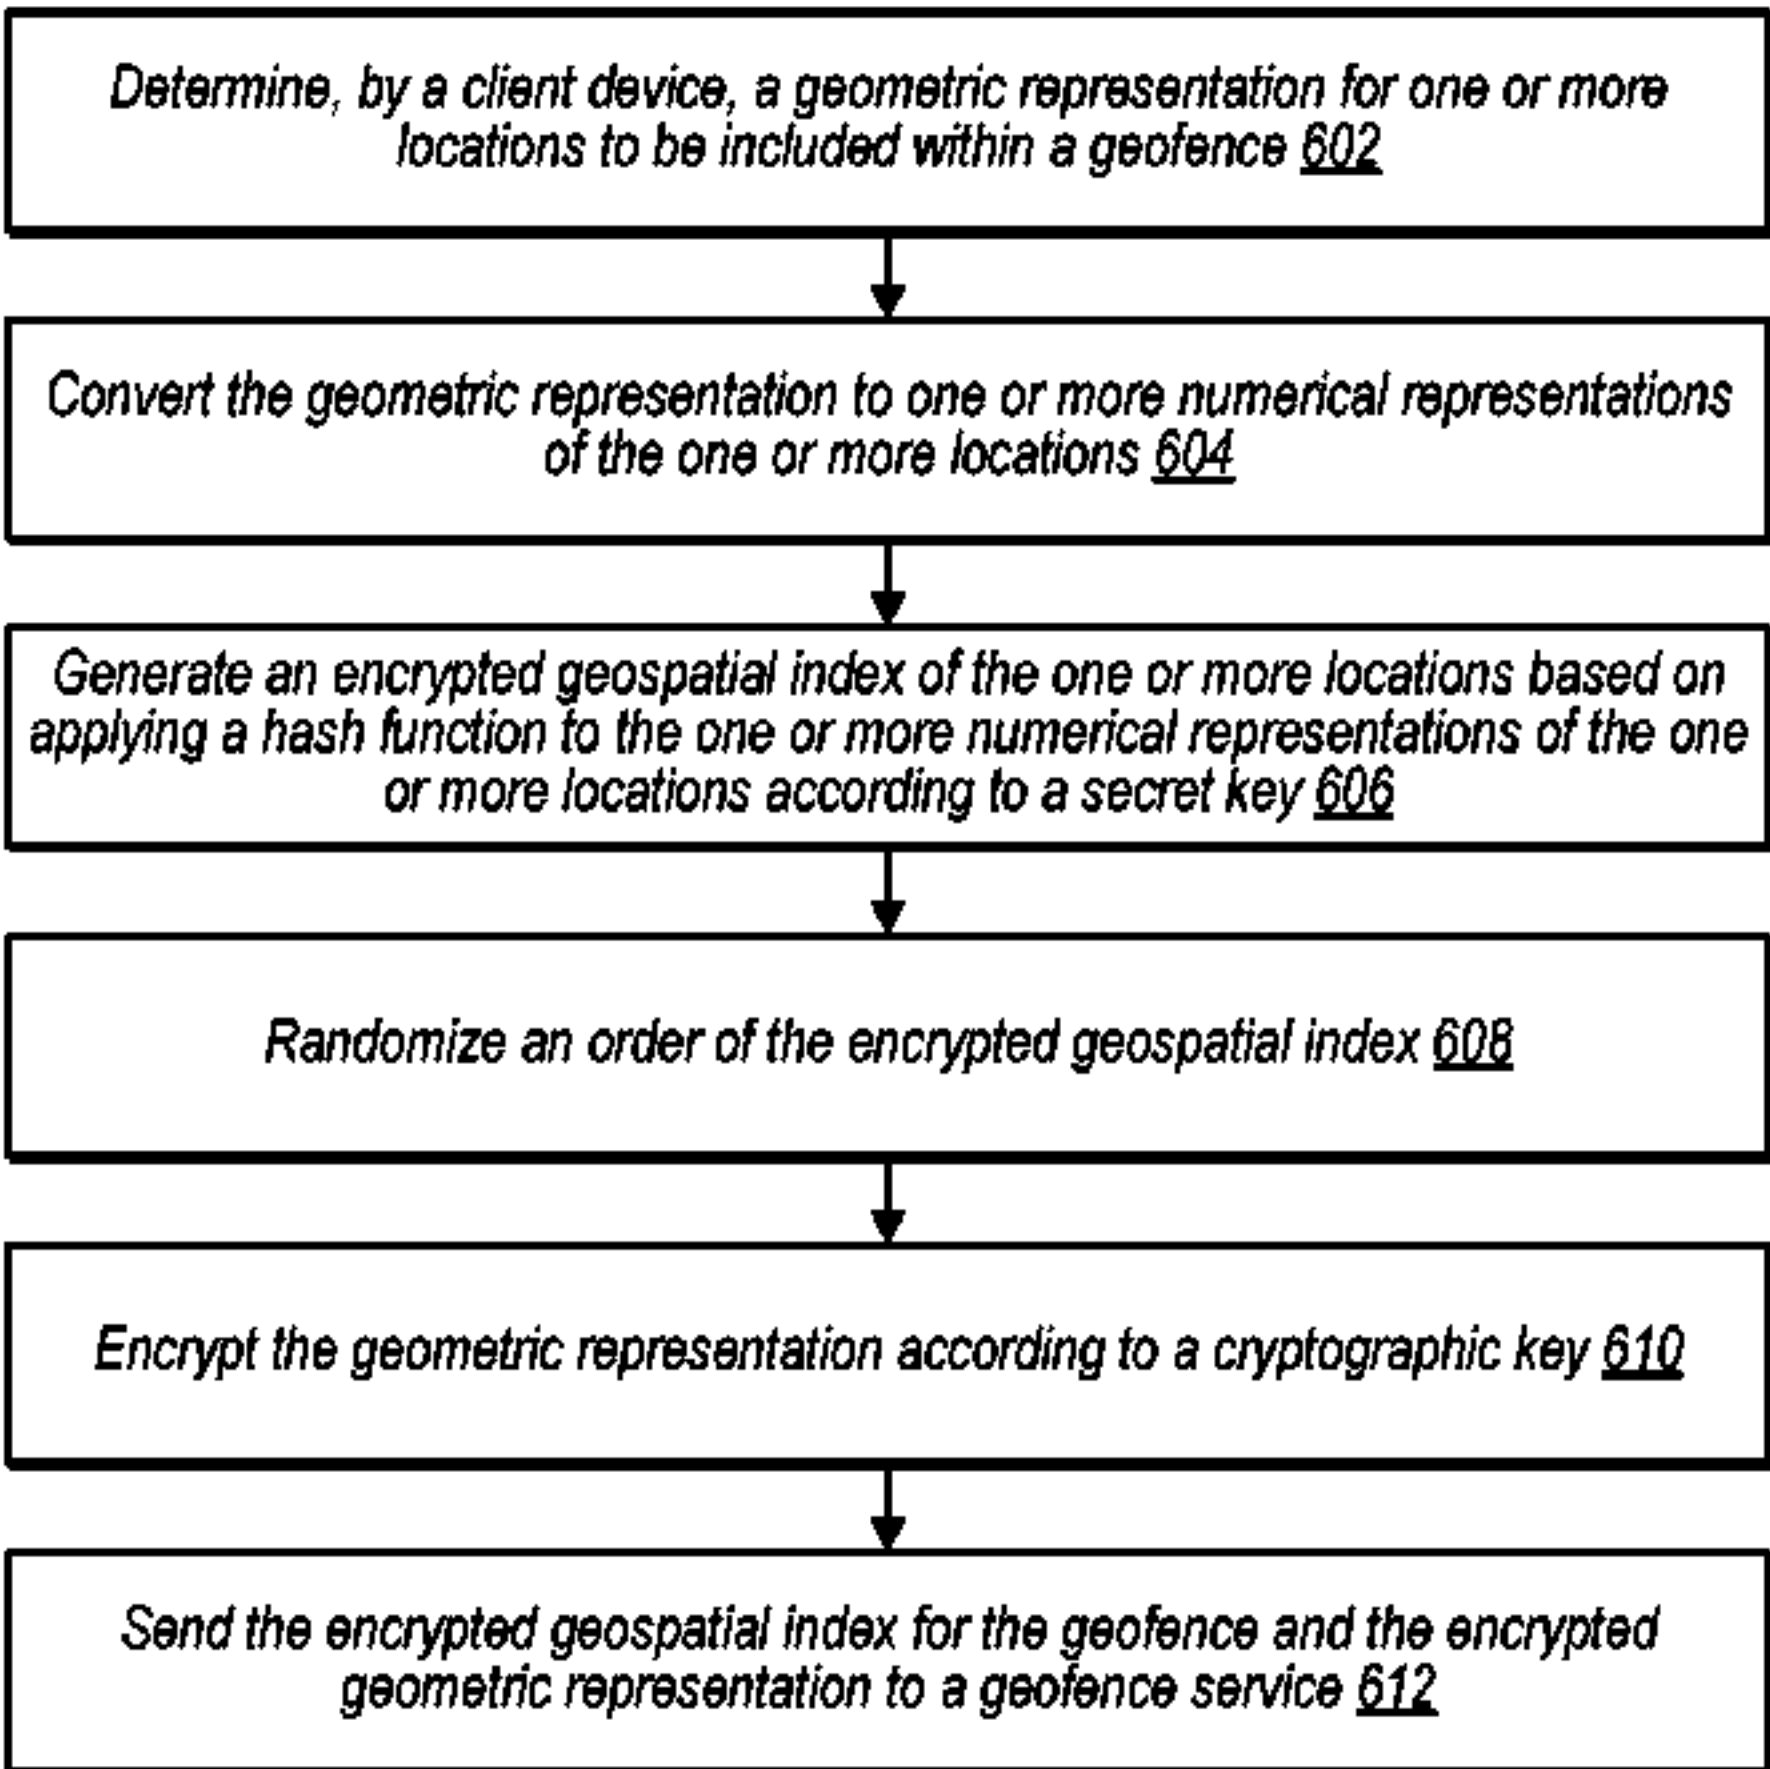 Determine, by a client device, a geometric representation for one or more
locations to be included within a geofence 602
Convert the geometric representation to one or more numerical representations
of the one or more locations 604
Generate an encrypted geospatial index of the one or more locations based on
applying a hash function to the one or more numerical representations of the one
or more locations according to a secret key 606
Randomize an order of the encrypted geospatial index 608
Encrypt the geometric representation according to a cryptographic key 610
Send the encrypted geospatial index for the geofence and the encrypted
geometric representation to a geofence service 612